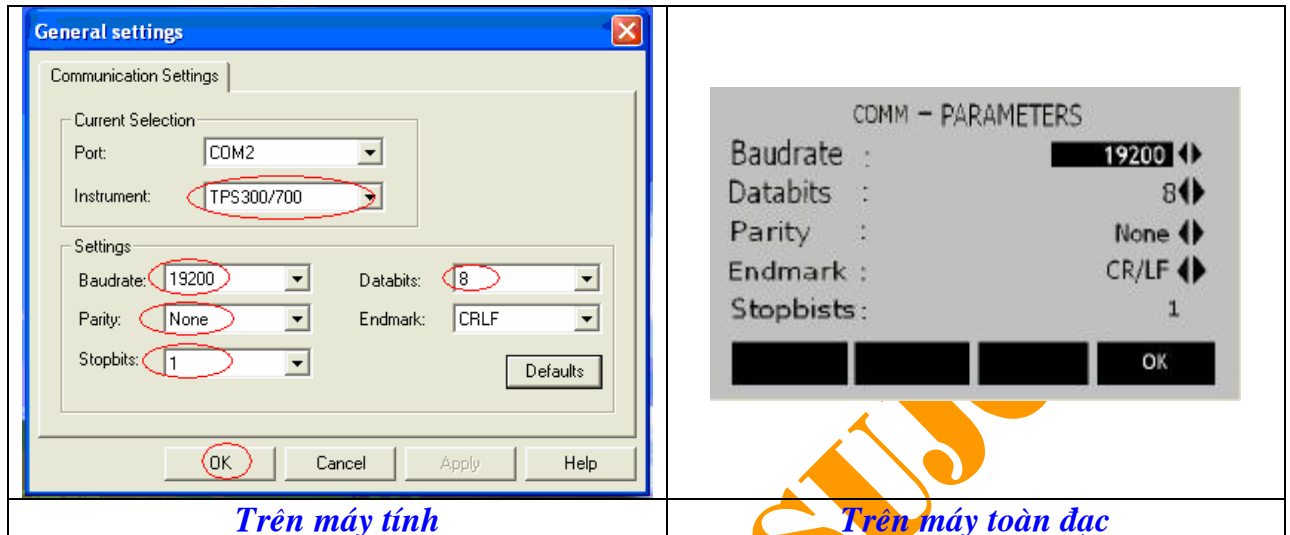 General settings
Communication Settings
Current Selection
Port: COM2
Instrument: TPS300/700
Settings
Baudrate: 19200 Databits: 8
Parity: None Endmark: CRLF
Stopbits: 1
Defaults
OK Cancel Apply Help
Trên máy tính
COMM - PARAMETERS
Baudrate : 19200
Databits : 8
Parity : None
Endmark : CR/LF
Stopbists : 1
OK
Trên máy toàn đạc